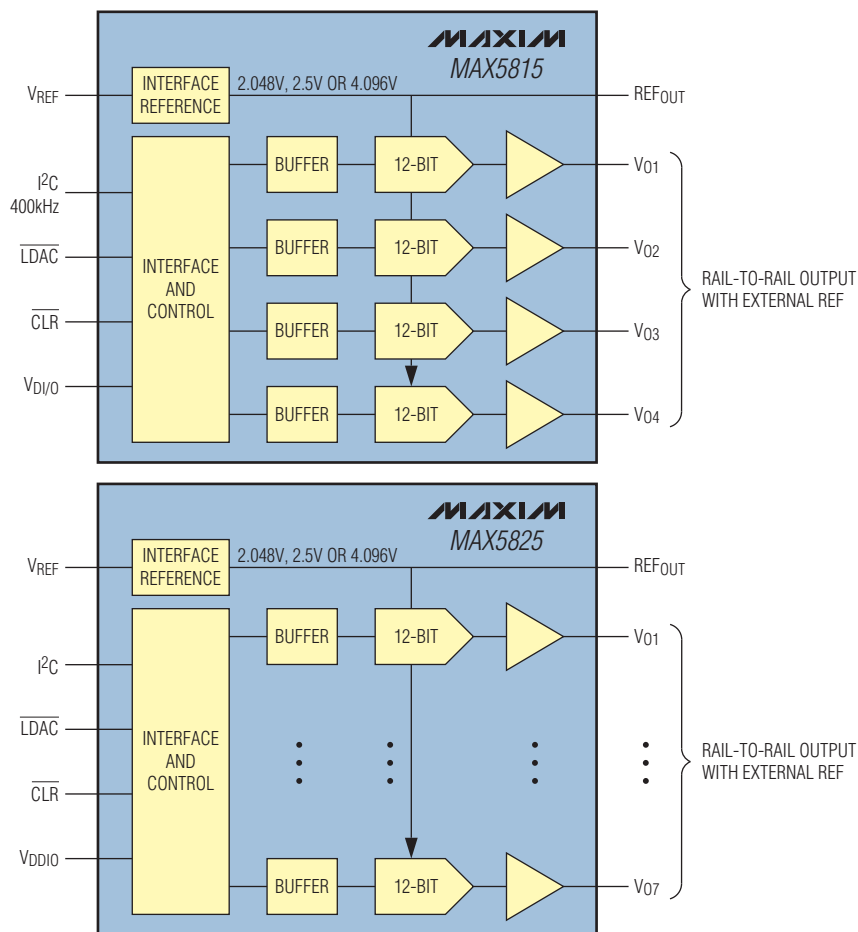 MAXIM
MAX5815
VREF
INTERFACE
REFERENCE
2.048V, 2.5V OR 4.096V
REFOUT
I2C
400kHz
LDAC
CLR
VDI/O
INTERFACE
AND
CONTROL
BUFFER
12-BIT
VO1
BUFFER
12-BIT
VO2
BUFFER
12-BIT
VO3
BUFFER
12-BIT
VO4
RAIL-TO-RAIL OUTPUT
WITH EXTERNAL REF
MAXIM
MAX5825
VREF
INTERFACE
REFERENCE
2.048V, 2.5V OR 4.096V
REFOUT
I2C
LDAC
CLR
VDDIO
INTERFACE
AND
CONTROL
BUFFER
12-BIT
VO1
RAIL-TO-RAIL OUTPUT
WITH EXTERNAL REF
BUFFER
12-BIT
VO7